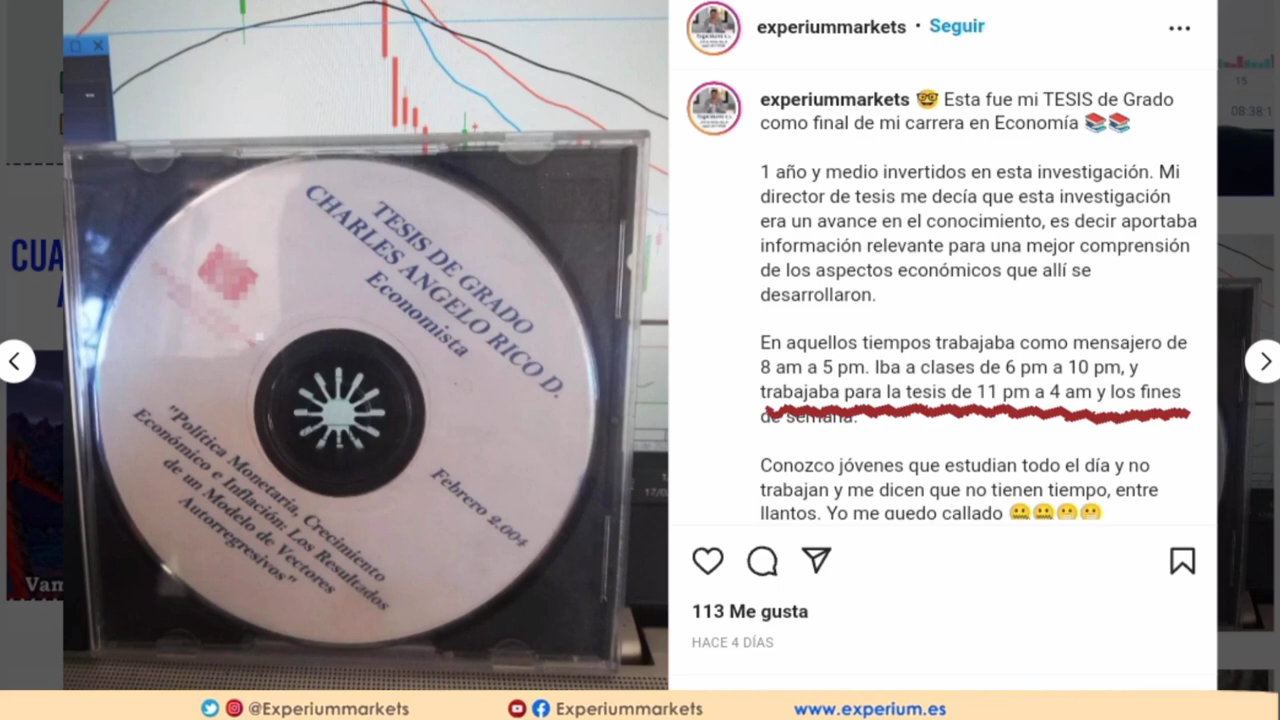 experiummarkets • Seguir
experiummarkets 🤓 Esta fue mi TESIS de Grado
como final de mi carrera en Economía 📚📚
1 año y medio invertidos en esta investigación. Mi
director de tesis me decía que esta investigación
era un avance en el conocimiento, es decir aportaba
información relevante para una mejor comprensión
de los aspectos económicos que allí se
desarrollaron.
En aquellos tiempos trabajaba como mensajero de
8 am a 5 pm. Iba a clases de 6 pm a 10 pm, y
trabajaba para la tesis de 11 pm a 4 am y los fines
de semana.
Conozco jóvenes que estudian todo el día y no
trabajan y me dicen que no tienen tiempo, entre
llantos. Yo me quedo callado 🤐🤐😬😬
113 Me gusta
HACE 4 DÍAS
TESIS DE GRADO
CHARLES ANGELO RICO D.
Economista
"Política Monetaria, Crecimiento
Económico e Inflación: Los Resultados
de un Modelo de Vectores
Autorregresivos"
Febrero 2.004
CUA
Vam
15
08:38:1
@Experiummarkets
Experiummarkets
www.experium.es